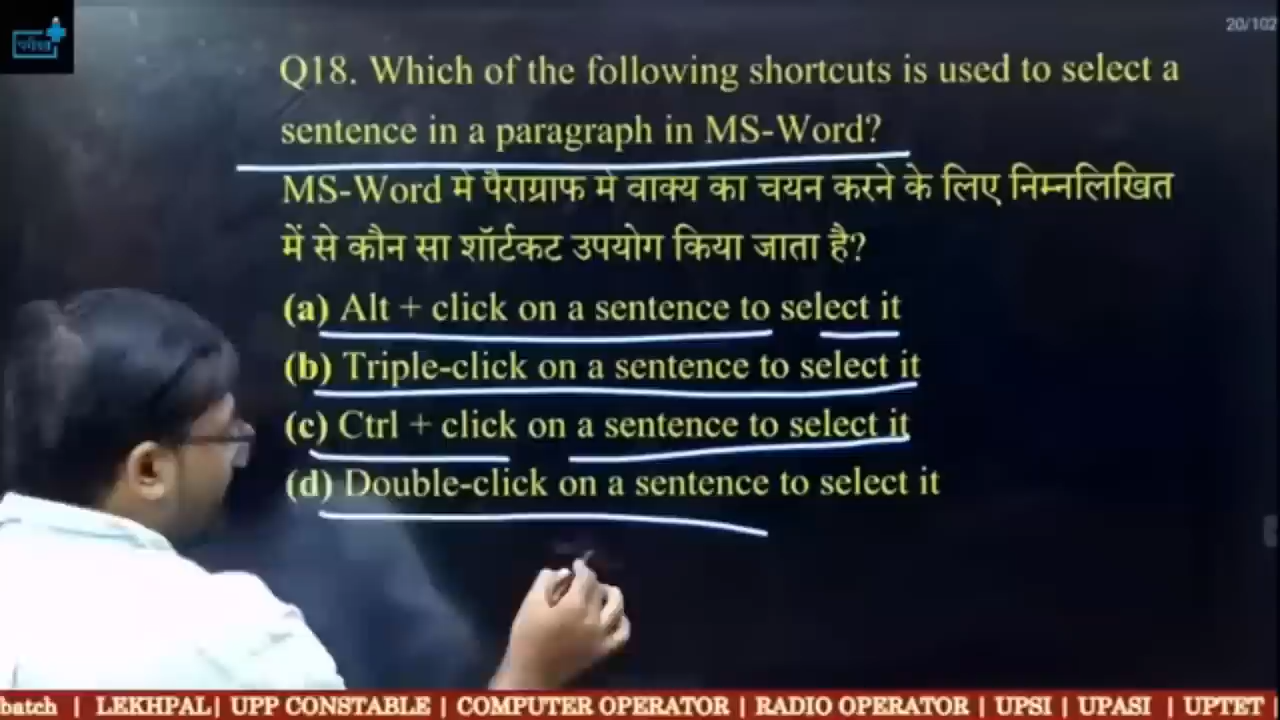 परीक्षा
20/102
Q18. Which of the following shortcuts is used to select a
sentence in a paragraph in MS-Word?
MS-Word में पैराग्राफ में वाक्य का चयन करने के लिए निम्नलिखित
में से कौन सा शॉर्टकट उपयोग किया जाता है?
(a) Alt + click on a sentence to select it
(b) Triple-click on a sentence to select it
(c) Ctrl + click on a sentence to select it
(d) Double-click on a sentence to select it
batch | LEKHPAL| UPP CONSTABLE | COMPUTER OPERATOR | RADIO OPERATOR | UPSI | UPASI | UPTET |